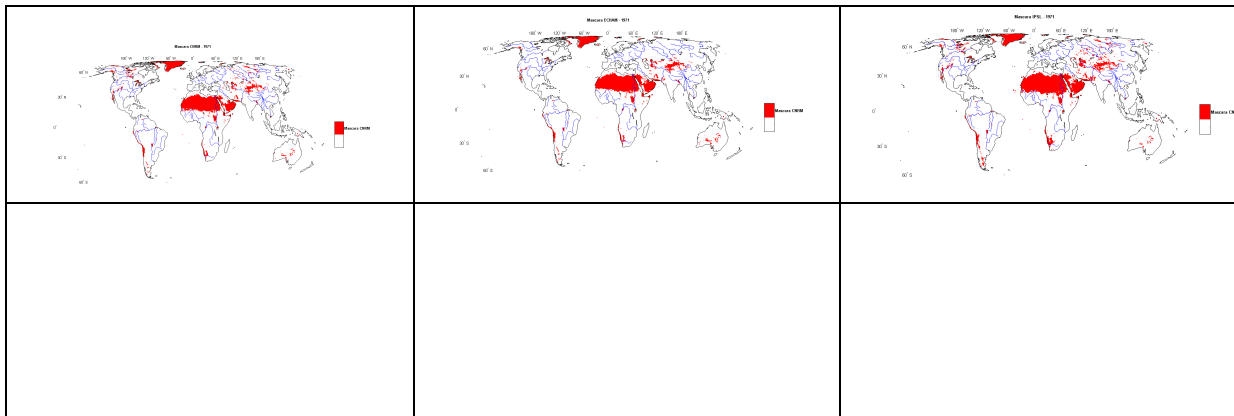 Mascara CNRM - 1971
180° W 120° W 60° W 0° 60° E 120° E 180° E
60° N
30° N
0°
30° S
60° S
Mascara CNRM
Mascara ECHAM - 1971
180° W 120° W 60° W 0° 60° E 120° E 180° E
60° N
30° N
0°
30° S
60° S
Mascara CNRM
Mascara IPSL - 1971
180° W 120° W 60° W 0° 60° E 120° E 180° E
60° N
30° N
0°
30° S
60° S
Mascara CN